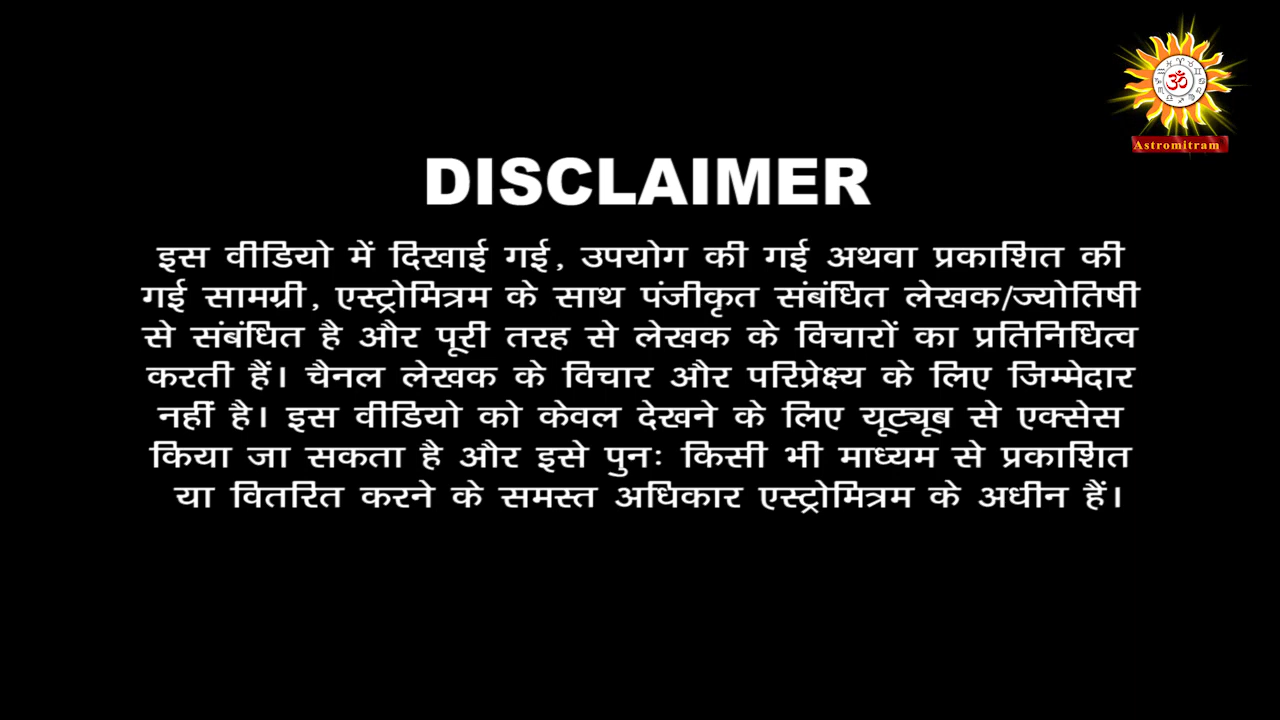 Astromitram
DISCLAIMER
इस वीडियो में दिखाई गई, उपयोग की गई अथवा प्रकाशित की
गई सामग्री, एस्ट्रोमित्रम के साथ पंजीकृत संबंधित लेखक/ज्योतिषी
से संबंधित है और पूरी तरह से लेखक के विचारों का प्रतिनिधित्व
करती हैं। चैनल लेखक के विचार और परिप्रेक्ष्य के लिए जिम्मेदार
नहीं है। इस वीडियो को केवल देखने के लिए यूट्यूब से एक्सेस
किया जा सकता है और इसे पुनः किसी भी माध्यम से प्रकाशित
या वितरित करने के समस्त अधिकार एस्ट्रोमित्रम के अधीन हैं।